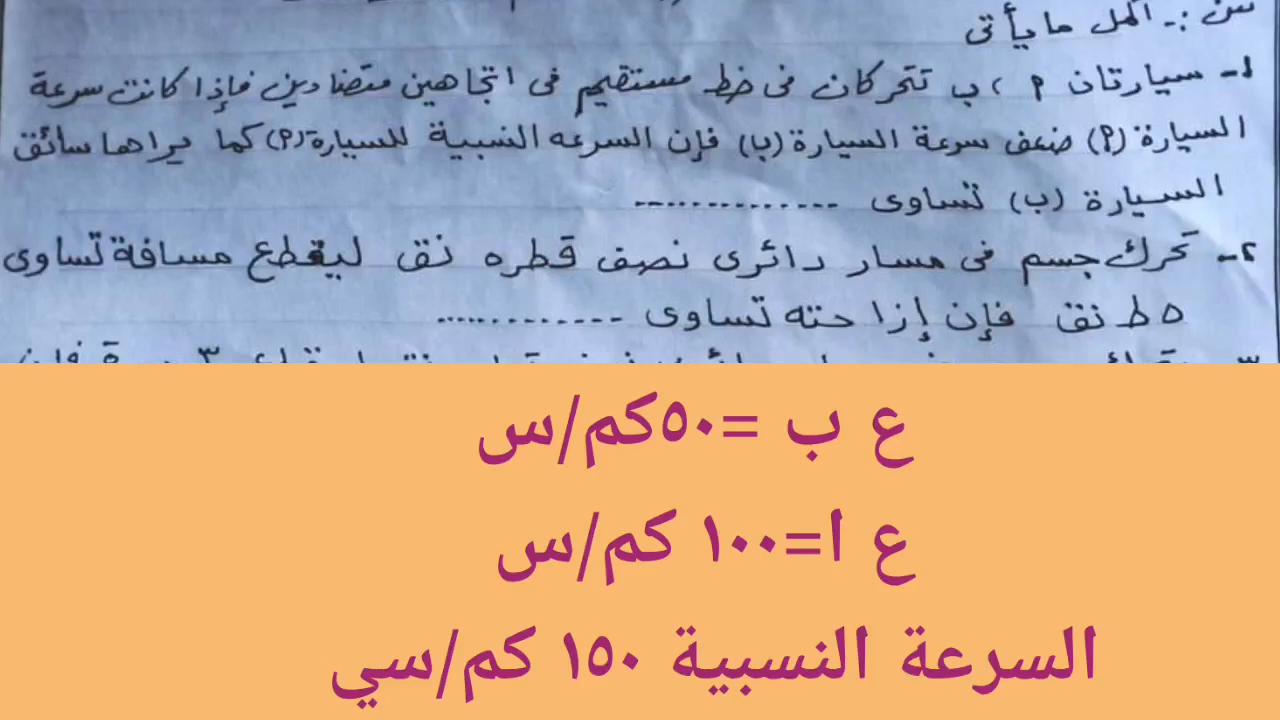 س٢ :- اكمل ما يأتى
١- سيارتان P ، ب تتحركان فى خط مستقيم فى اتجاهين متضادين فإذا كانت سرعة
السيارة (P) ضعف سرعة السيارة (ب) فإن السرعه النسبية للسيارة (P) كما يراها سائق
السيارة (ب) تساوى ..............
٢- تحرك جسم فى مسار دائرى نصف قطره نق ليقطع مسافة تساوى
٥ ط نق فإن إزاحته تساوى .............
ع ب =٥٠كم/س
ع ا=١٠٠ كم/س
السرعة النسبية ١٥٠ كم/سي